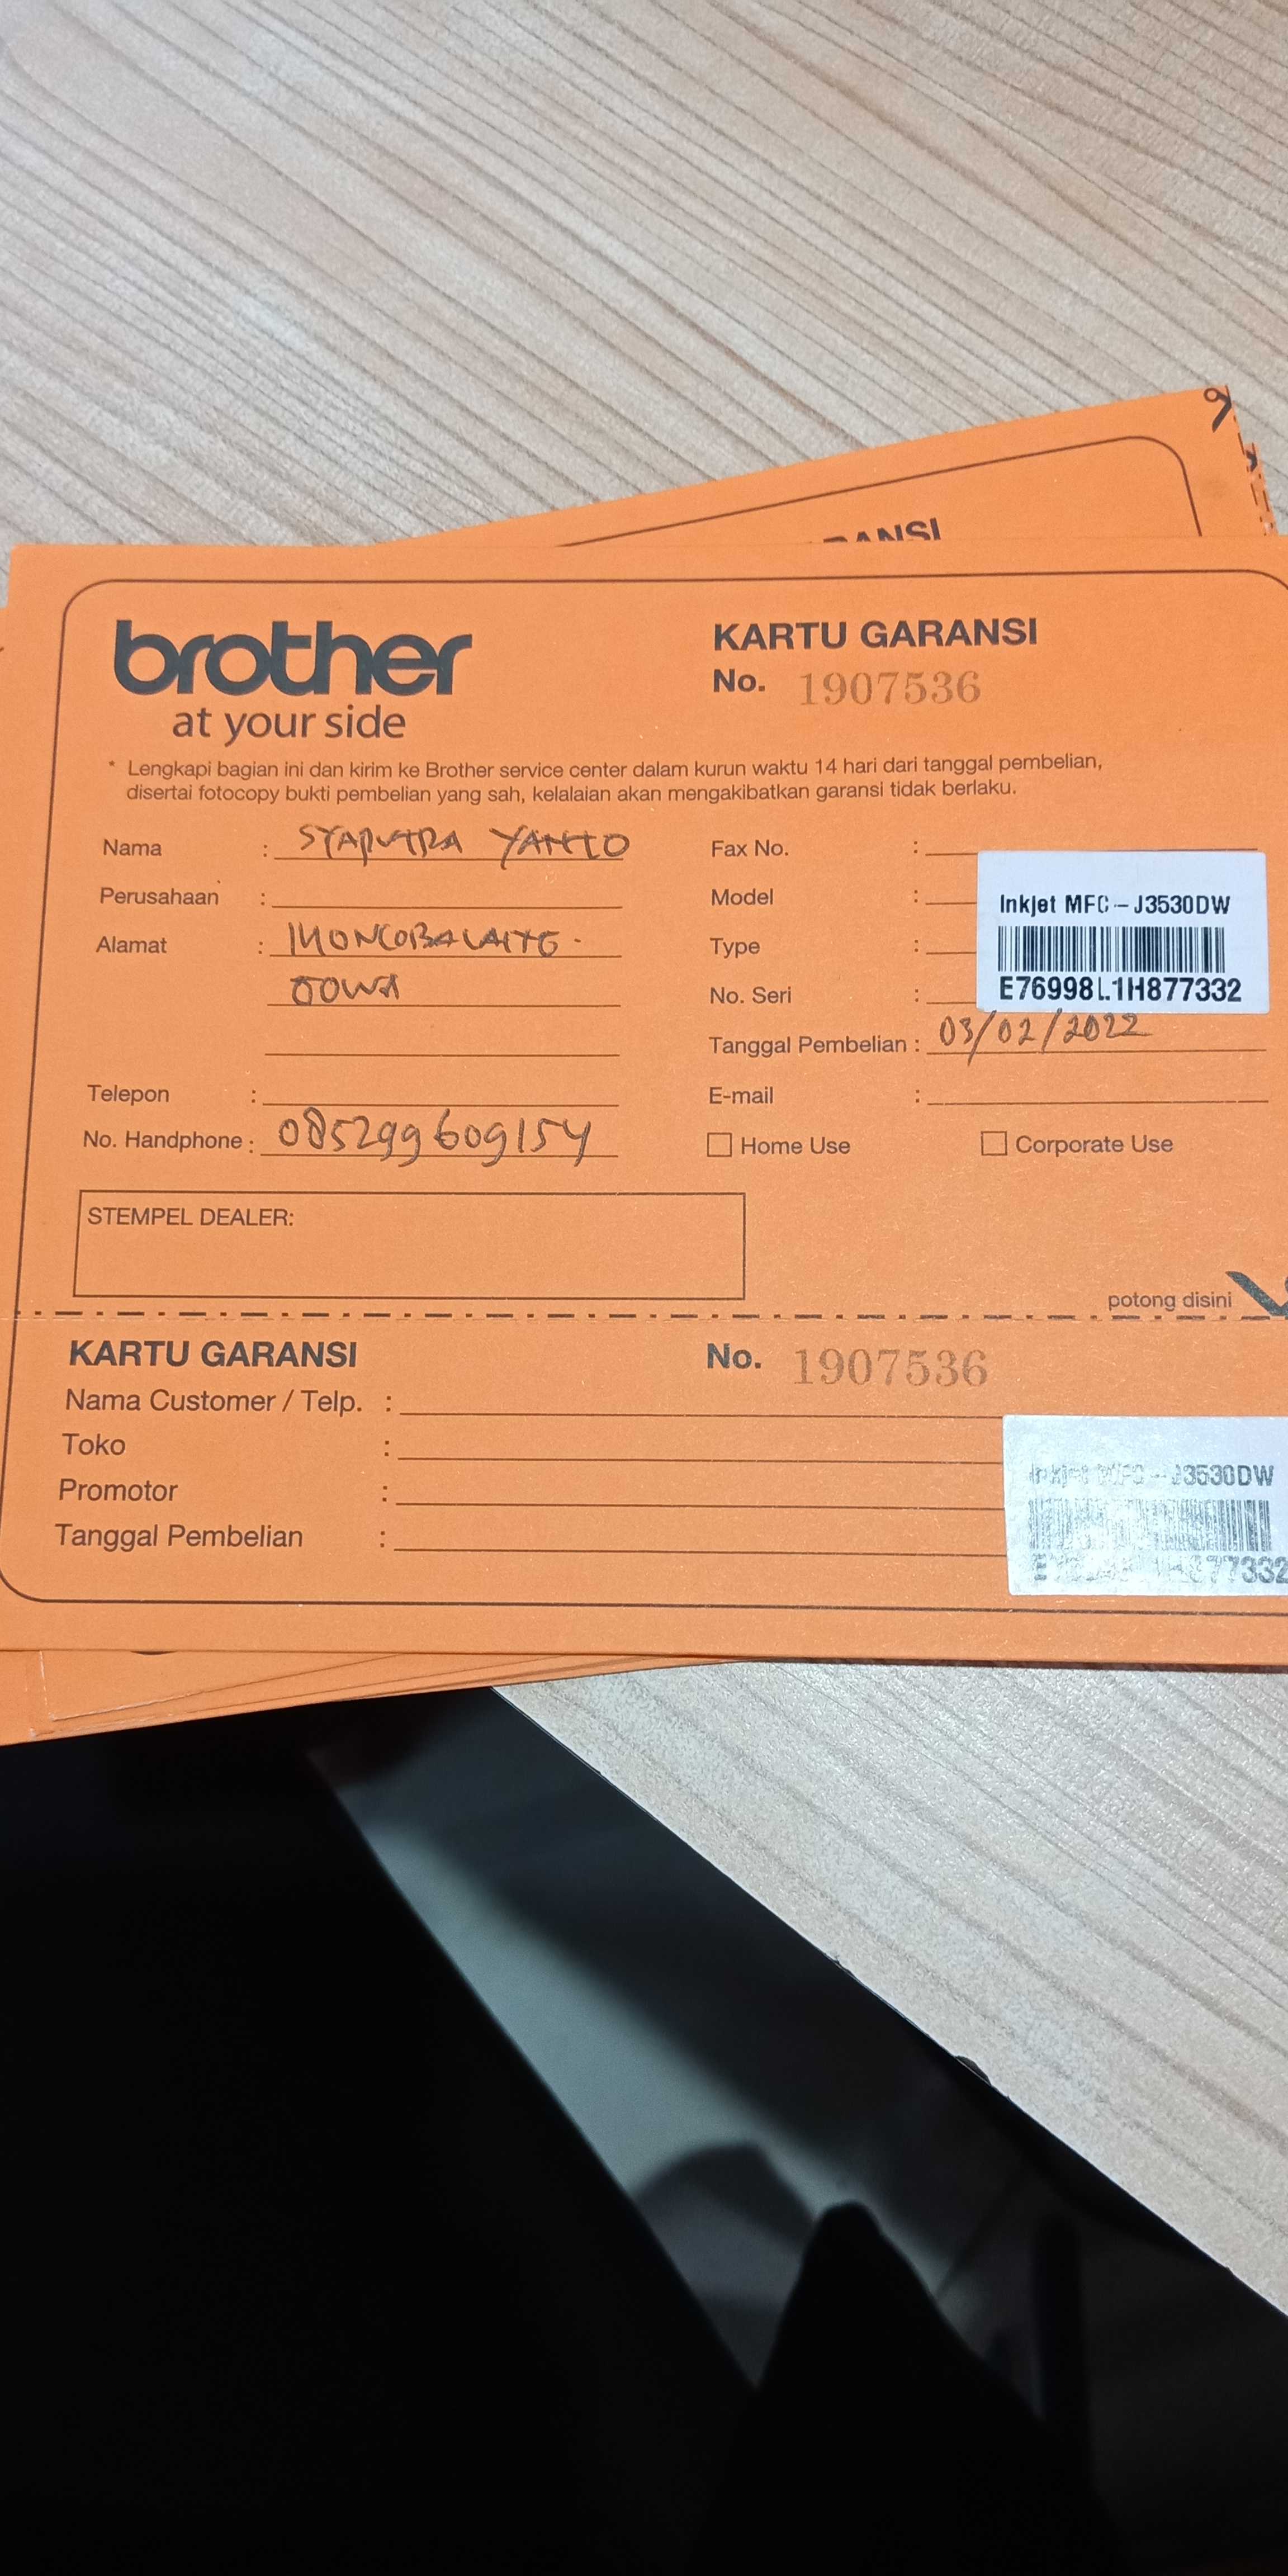 ANSI
brother
at your side
KARTU GARANSI
No. 1907536
* Lengkapi bagian ini dan kirim ke Brother service center dalam kurun waktu 14 hari dari tanggal pembelian,
disertai fotocopy bukti pembelian yang sah, kelalaian akan mengakibatkan garansi tidak berlaku.
Nama : SYAPUTRA YANTO
Perusahaan :
Alamat :
Telepon :
No. Handphone : 085299609154
Fax No. :
Model :
Type :
No. Seri :
Inkjet MFC-J3530DW
E76998L1H877332
Tanggal Pembelian : 03/02/2022
E-mail :
Home Use
Corporate Use
STEMPEL DEALER:
potong disini
KARTU GARANSI
No. 1907536
Nama Customer / Telp. :
Toko :
Promotor :
Tanggal Pembelian :
J3530DW
77332